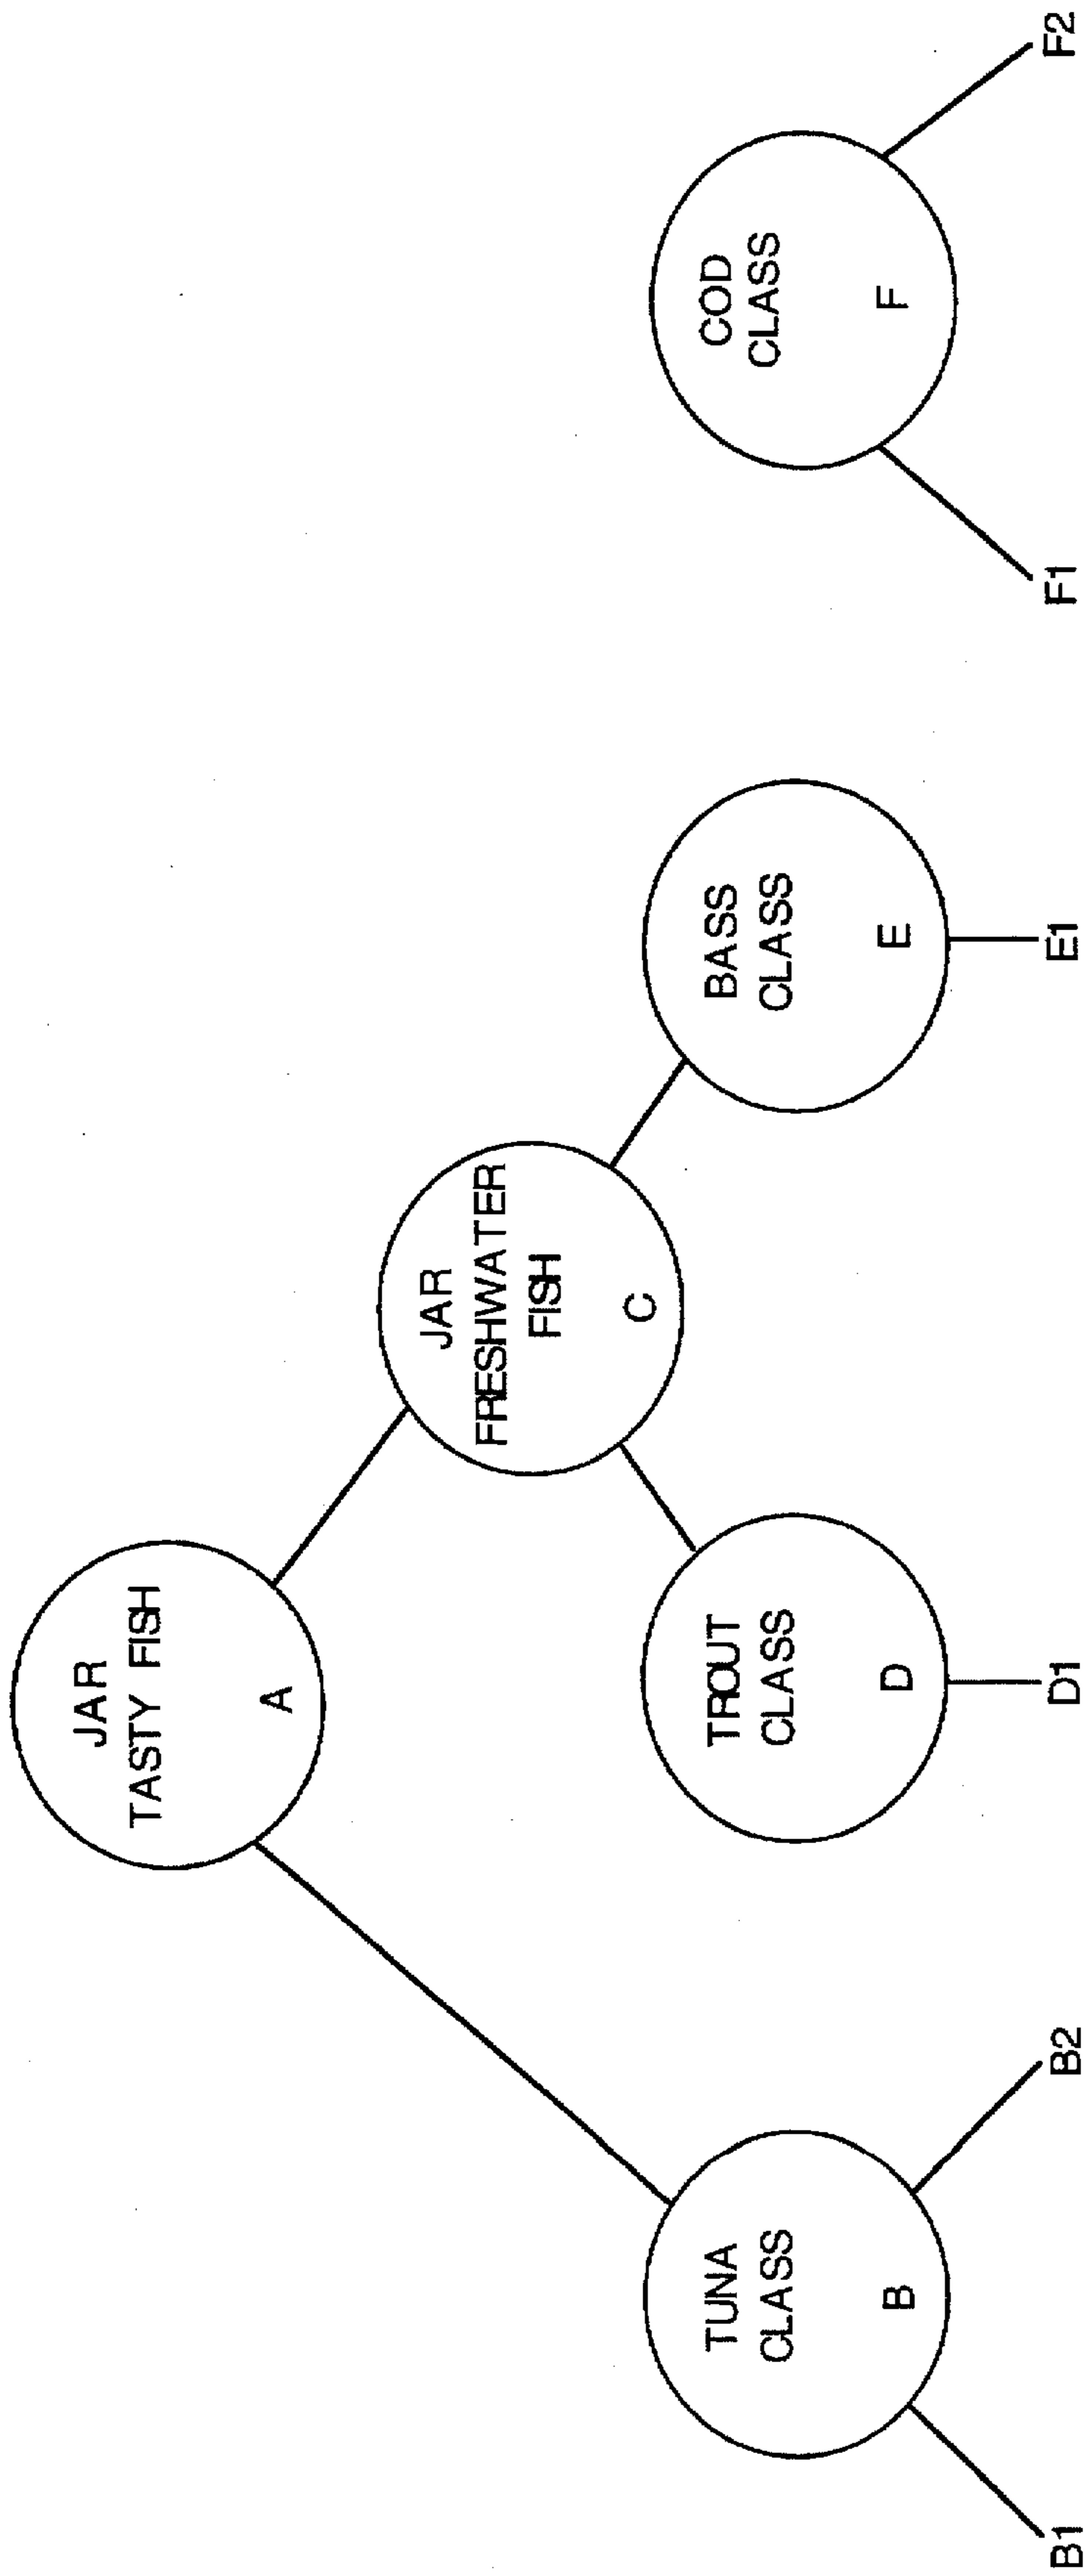 JAR
TASTY FISH
A
JAR
FRESHWATER
FISH
C
TUNA
CLASS
B
TROUT
CLASS
D
BASS
CLASS
E
COD
CLASS
F
B1
B2
D1
E1
F1
F2